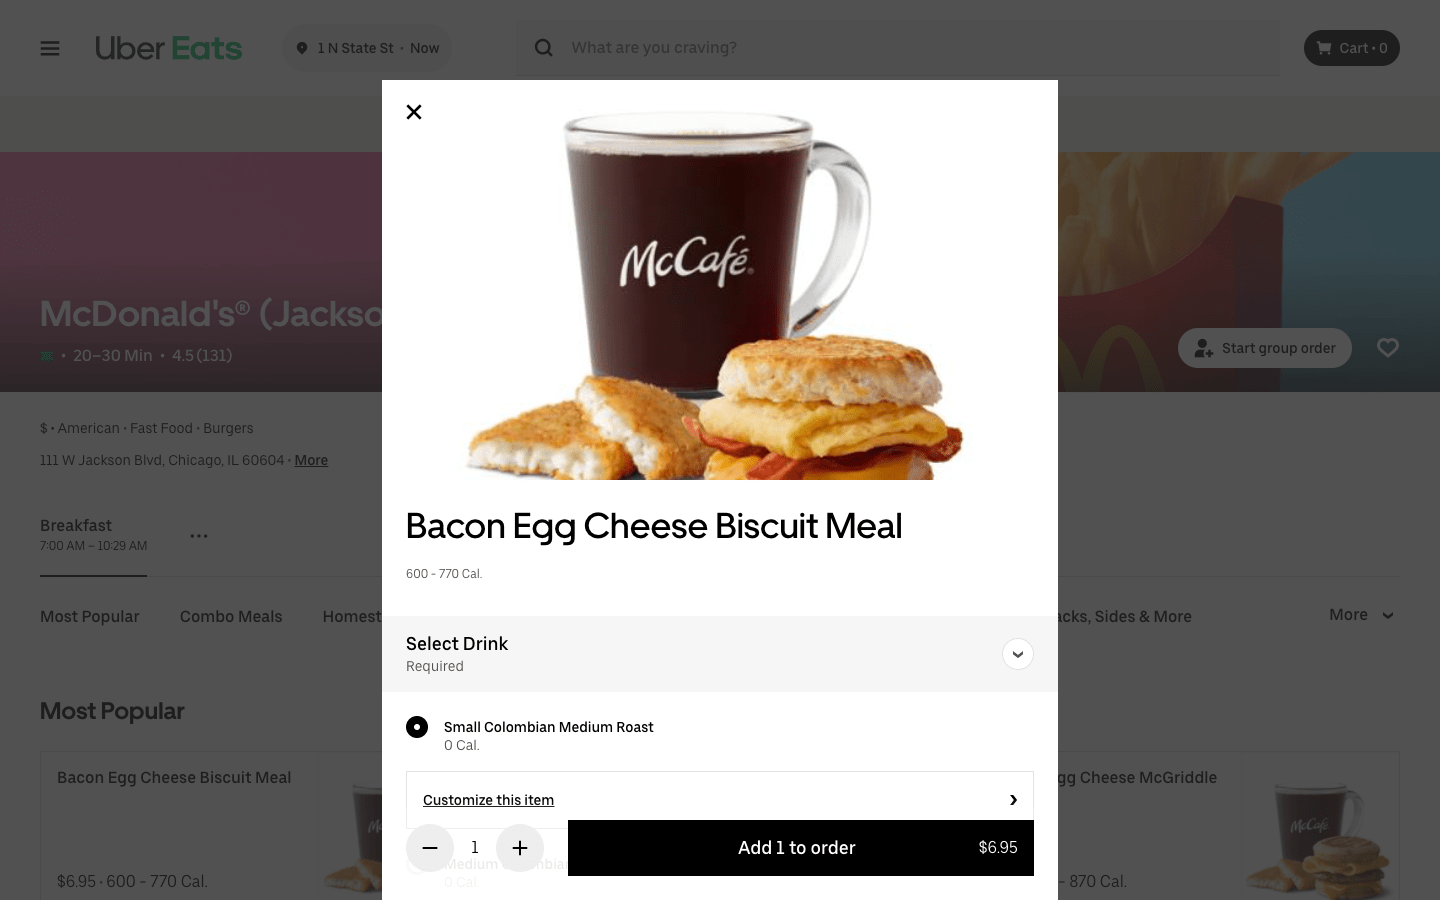 Uber Eats
1 N State St • Now
What are you craving?
Cart • 0
McCafé®
McDonald's® (Jackso
• 20–30 Min • 4.5 (131)
Start group order
$ • American • Fast Food • Burgers
111 W Jackson Blvd, Chicago, IL 60604 • More
Breakfast
7:00 AM – 10:29 AM
...
Most Popular
Combo Meals
Homest
acks, Sides & More
More
Bacon Egg Cheese Biscuit Meal
600 - 770 Cal.
Select Drink
Required
Small Colombian Medium Roast
0 Cal.
Customize this item
1
Add 1 to order
$6.95
Medium Colombian
0 Cal.
Most Popular
Bacon Egg Cheese Biscuit Meal
$6.95 • 600 - 770 Cal.
gg Cheese McGriddle
- 870 Cal.
McCafé